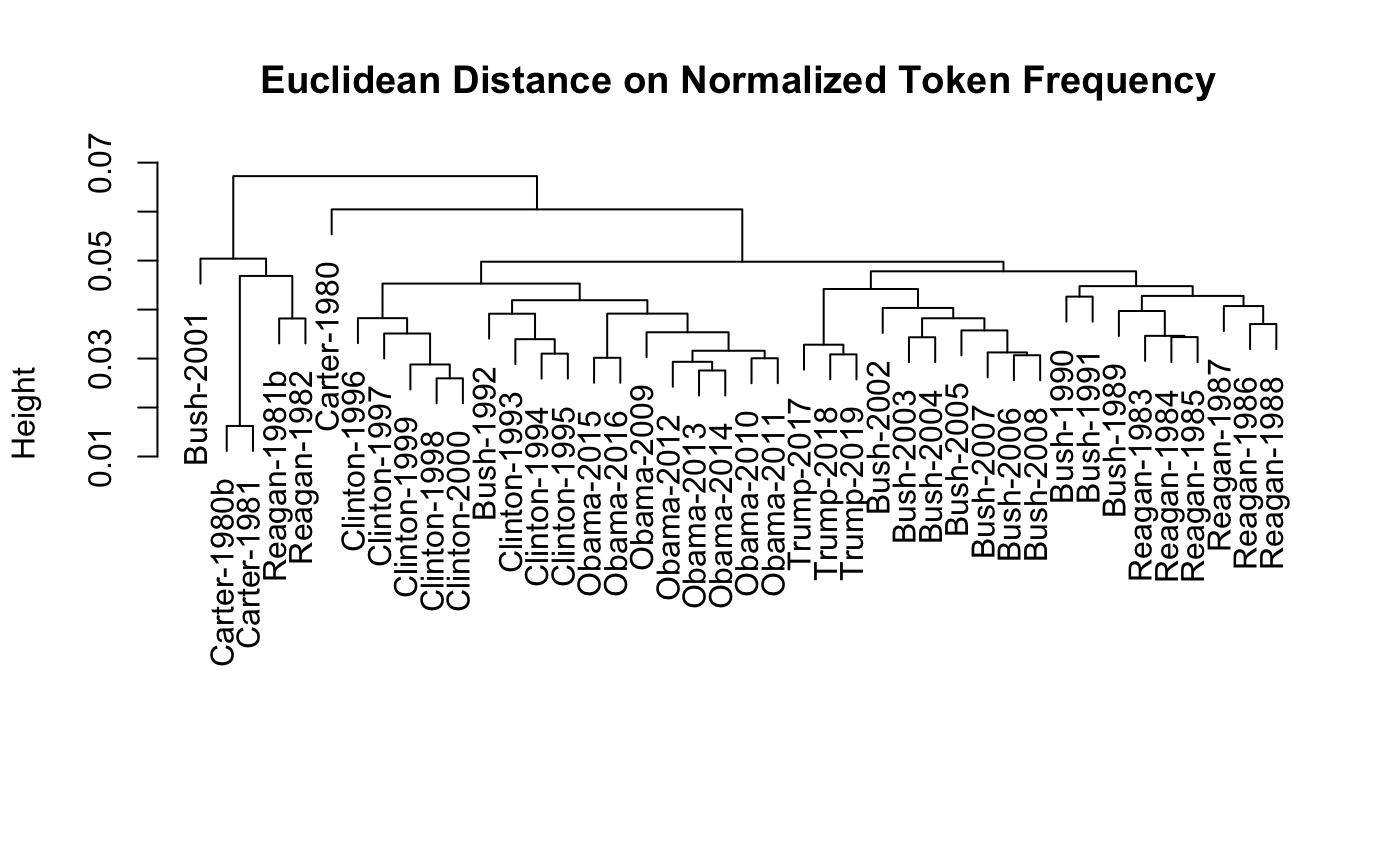 Euclidean Distance on Normalized Token Frequency
Height
0.07
0.05
0.03
0.01
Bush-2001
Carter-1980b
Carter-1981
Reagan-1981b
Reagan-1982
Carter-1980
Clinton-1996
Clinton-1997
Clinton-1999
Clinton-1998
Clinton-2000
Bush-1992
Clinton-1993
Clinton-1994
Clinton-1995
Obama-2015
Obama-2016
Obama-2009
Obama-2012
Obama-2013
Obama-2014
Obama-2010
Obama-2011
Trump-2017
Trump-2018
Trump-2019
Bush-2002
Bush-2003
Bush-2004
Bush-2005
Bush-2007
Bush-2006
Bush-2008
Bush-1990
Bush-1991
Bush-1989
Reagan-1983
Reagan-1984
Reagan-1985
Reagan-1987
Reagan-1986
Reagan-1988